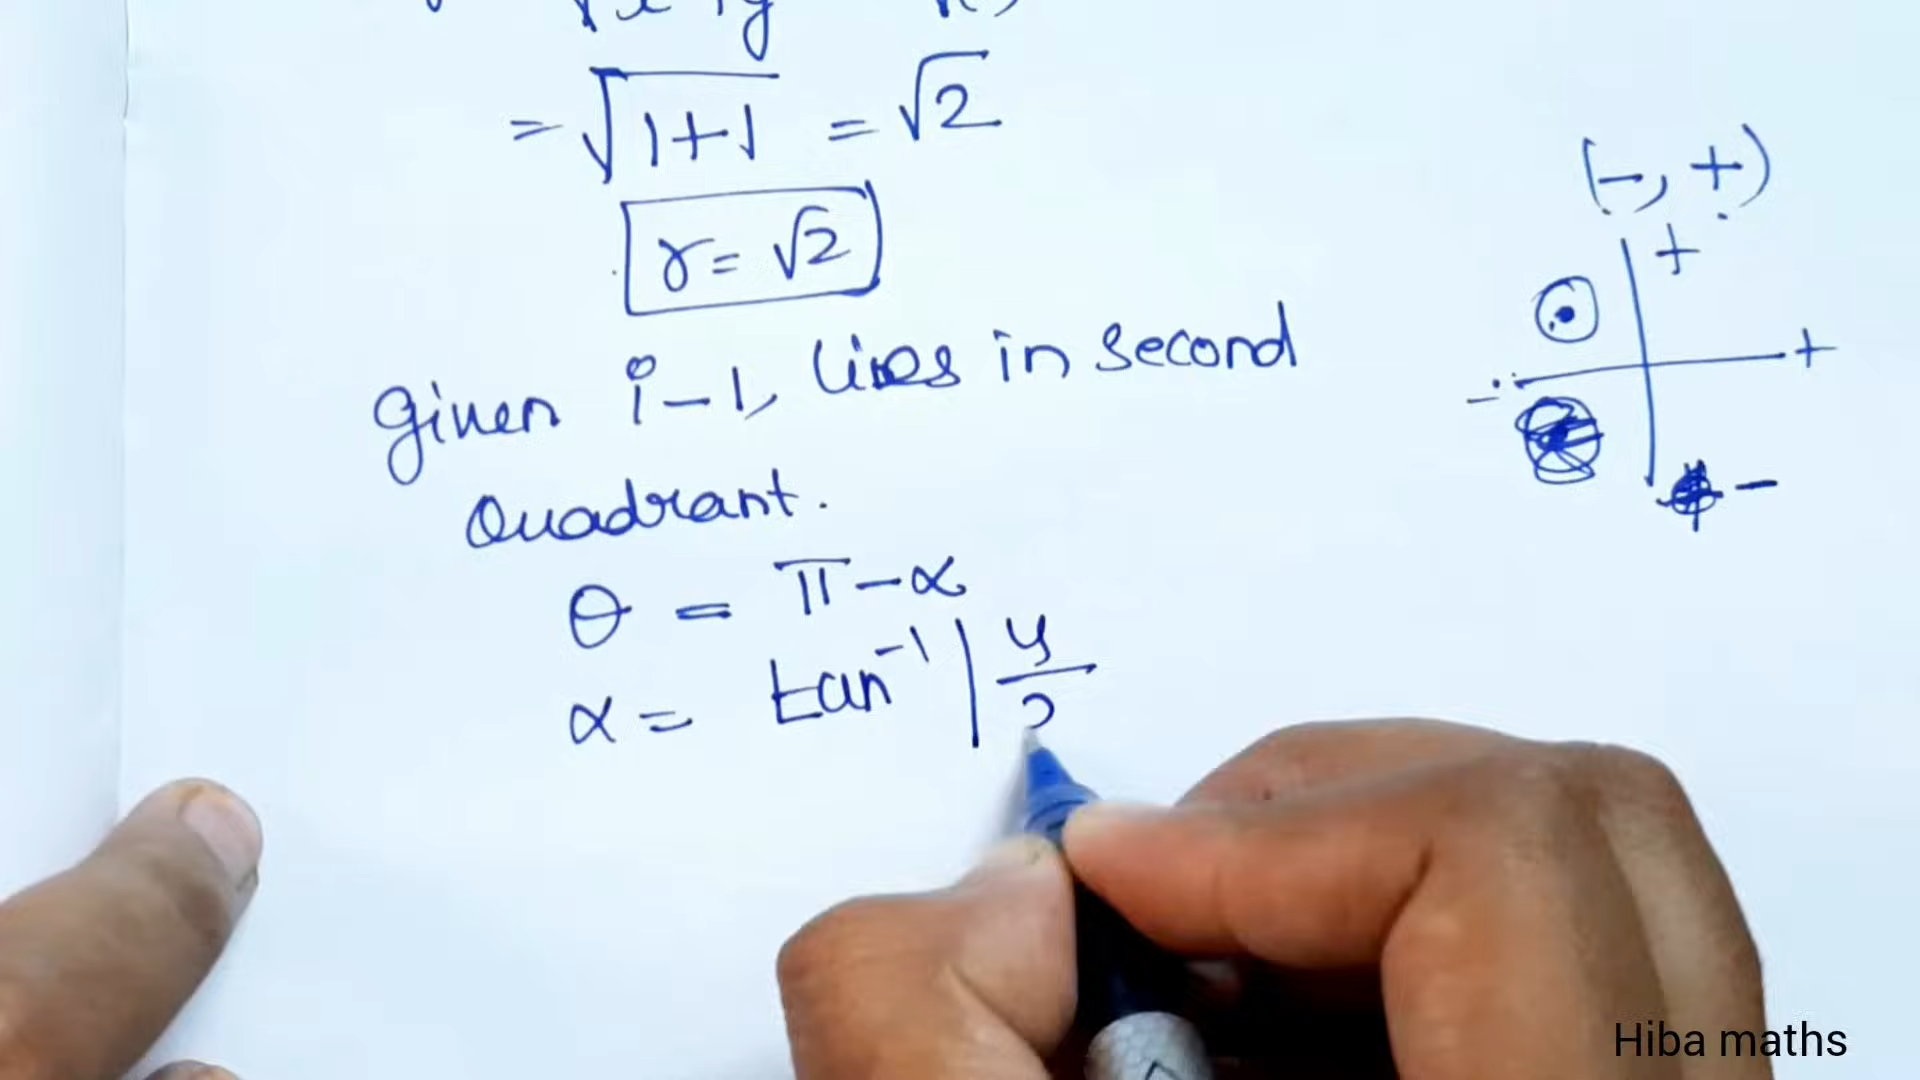 = √1+1 = √2
r = √2
Given i-1, lies in second
Quadrant.
θ = π-α
α = tan⁻¹ | y/
(-, +)
+
- +
-
Hiba maths